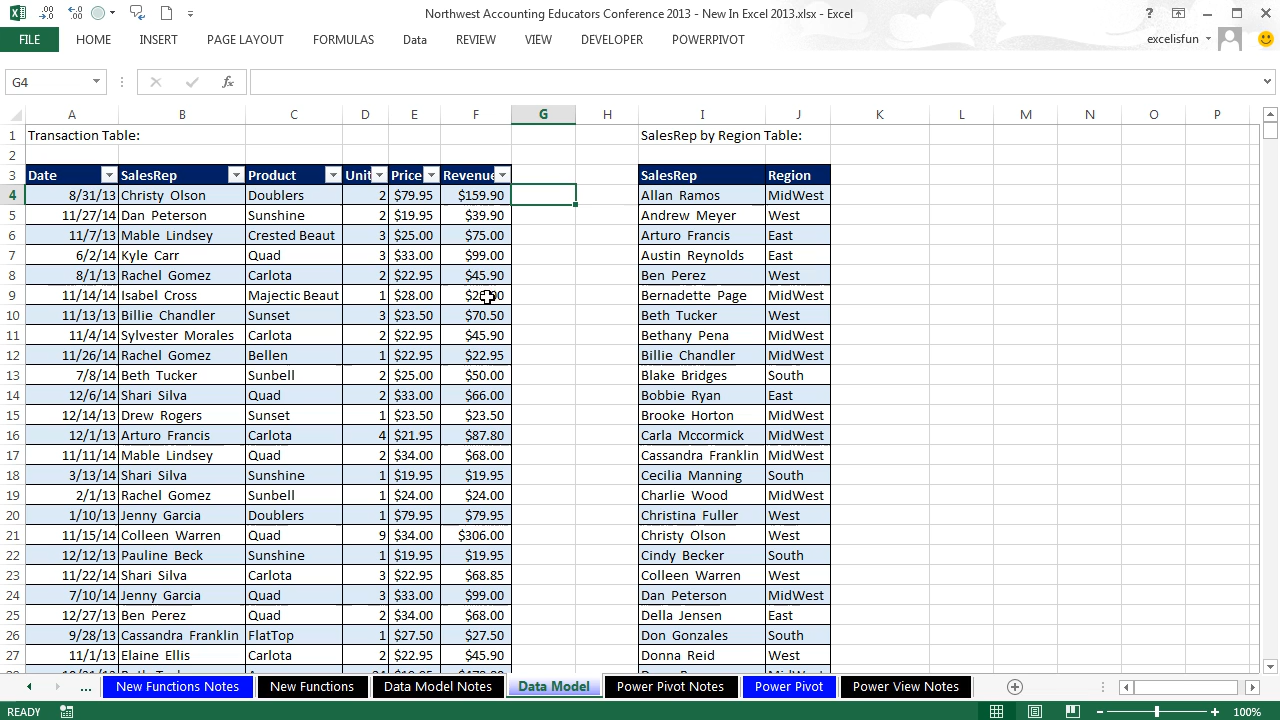 Northwest Accounting Educators Conference 2013 - New In Excel 2013.xlsx - Excel
FILE HOME INSERT PAGE LAYOUT FORMULAS Data REVIEW VIEW DEVELOPER POWERPIVOT excelisfun
G4 fx
A B C D E F G H I J K L M N O P
1 Transaction Table: SalesRep by Region Table:
2
3 Date SalesRep Product Unit Price Revenue SalesRep Region
4 8/31/13 Christy Olson Doublers 2 $79.95 $159.90 Allan Ramos MidWest
5 11/27/14 Dan Peterson Sunshine 2 $19.95 $39.90 Andrew Meyer West
6 11/7/13 Mable Lindsey Crested Beaut 3 $25.00 $75.00 Arturo Francis East
7 6/2/14 Kyle Carr Quad 3 $33.00 $99.00 Austin Reynolds East
8 8/1/13 Rachel Gomez Carlota 2 $22.95 $45.90 Ben Perez West
9 11/14/14 Isabel Cross Majectic Beaut 1 $28.00 Bernadette Page MidWest
10 11/13/13 Billie Chandler Sunset 3 $23.50 $70.50 Beth Tucker West
11 11/4/14 Sylvester Morales Carlota 2 $22.95 $45.90 Bethany Pena MidWest
12 11/26/14 Rachel Gomez Bellen 1 $22.95 $22.95 Billie Chandler MidWest
13 7/8/14 Beth Tucker Sunbell 2 $25.00 $50.00 Blake Bridges South
14 12/6/14 Shari Silva Quad 2 $33.00 $66.00 Bobbie Ryan East
15 12/14/13 Drew Rogers Sunset 1 $23.50 $23.50 Brooke Horton MidWest
16 12/1/13 Arturo Francis Carlota 4 $21.95 $87.80 Carla Mccormick MidWest
17 11/11/14 Mable Lindsey Quad 2 $34.00 $68.00 Cassandra Franklin MidWest
18 3/13/14 Shari Silva Sunshine 1 $19.95 $19.95 Cecilia Manning South
19 2/1/13 Rachel Gomez Sunbell 1 $24.00 $24.00 Charlie Wood MidWest
20 1/10/13 Jenny Garcia Doublers 1 $79.95 $79.95 Christina Fuller West
21 11/15/14 Colleen Warren Quad 9 $34.00 $306.00 Christy Olson West
22 12/12/13 Pauline Beck Sunshine 1 $19.95 $19.95 Cindy Becker South
23 11/22/14 Shari Silva Carlota 3 $22.95 $68.85 Colleen Warren West
24 7/10/14 Jenny Garcia Quad 3 $33.00 $99.00 Dan Peterson MidWest
25 12/27/13 Ben Perez Quad 2 $34.00 $68.00 Della Jensen East
26 9/28/13 Cassandra Franklin FlatTop 1 $27.50 $27.50 Don Gonzales South
27 11/1/13 Elaine Ellis Carlota 2 $22.95 $45.90 Donna Reid West
... New Functions Notes New Functions Data Model Notes Data Model Power Pivot Notes Power Pivot Power View Notes
READY 100%